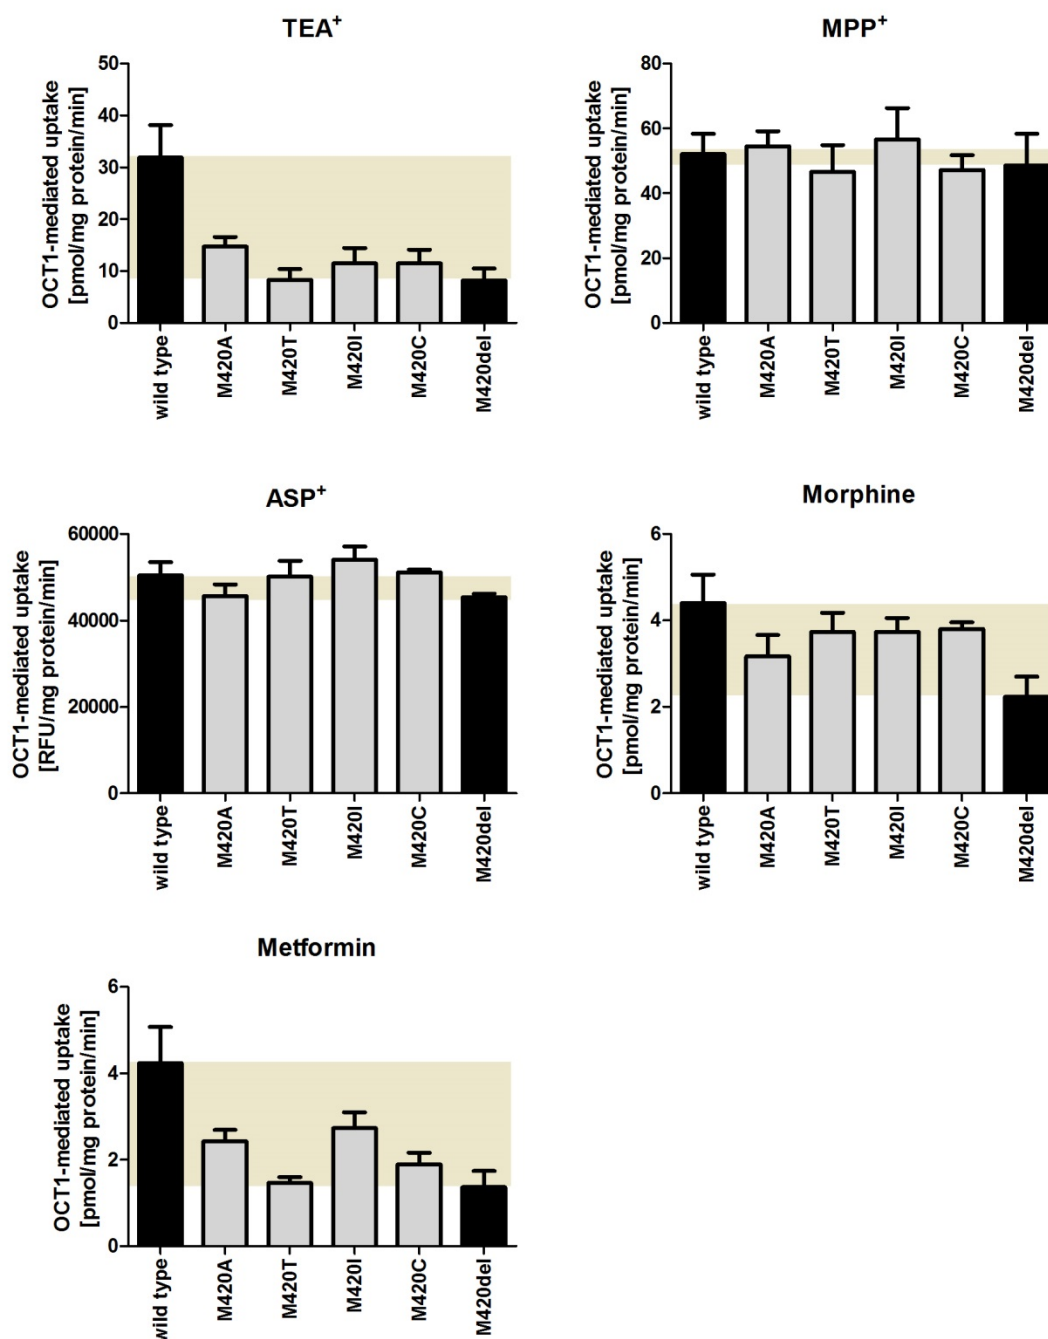 TEA⁺
OCT1-mediated uptake
[pmol/mg protein/min]
50
40
30
20
10
0
wild type
M420A
M420T
M420I
M420C
M420del
MPP⁺
OCT1-mediated uptake
[pmol/mg protein/min]
80
60
40
20
0
wild type
M420A
M420T
M420I
M420C
M420del
ASP⁺
OCT1-mediated uptake
[RFU/mg protein/min]
60000
40000
20000
0
wild type
M420A
M420T
M420I
M420C
M420del
Morphine
OCT1-mediated uptake
[pmol/mg protein/min]
6
4
2
0
wild type
M420A
M420T
M420I
M420C
M420del
Metformin
OCT1-mediated uptake
[pmol/mg protein/min]
6
4
2
0
wild type
M420A
M420T
M420I
M420C
M420del